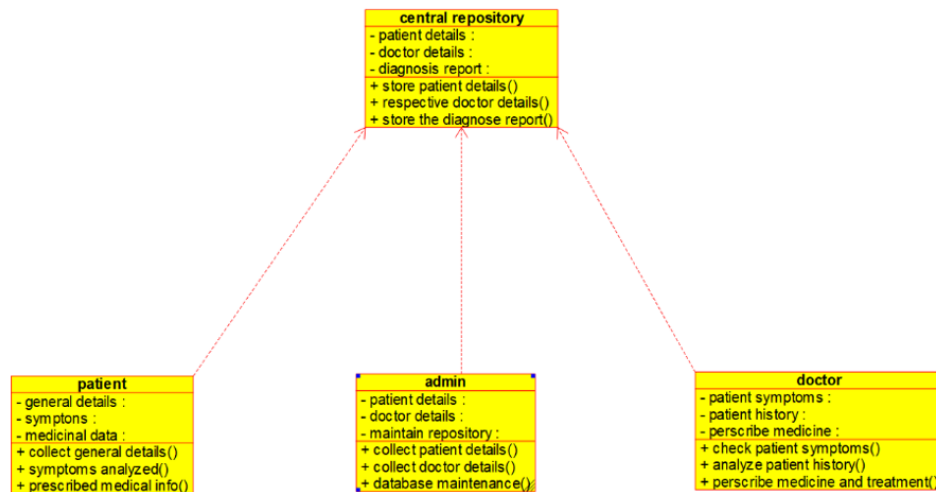 central repository
- patient details :
- doctor details :
- diagnosis report :
+ store patient details()
+ respective doctor details()
+ store the diagnose report()
patient
- general details :
- symptons :
- medicinal data :
+ collect general details()
+ symptoms analyzed()
+ prescribed medical info()
admin
- patient details :
- doctor details :
- maintain repository :
+ collect patient details()
+ collect doctor details()
+ database maintenance()
doctor
- patient symptoms :
- patient history :
- perscribe medicine :
+ check patient symptoms()
+ analyze patient history()
+ perscribe medicine and treatment()